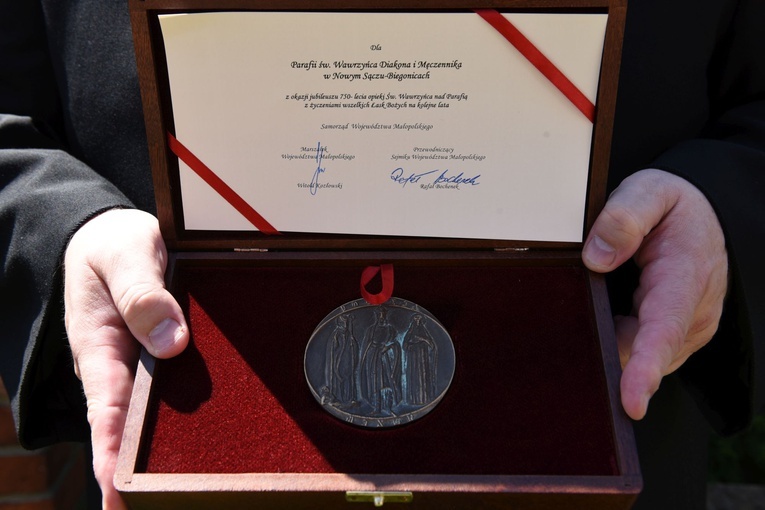 Dla
Parafii św. Wawrzyńca Diakona i Męczennika
w Nowym Sączu-Biegonicach
z okazji jubileuszu 750- lecia opieki Św. Wawrzyńca nad Parafią
z życzeniami wszelkich Łask Bożych na kolejne lata
Samorząd Województwa Małopolskiego
Marszałek
Województwa Małopolskiego
Witold Kozłowski
Przewodniczący
Sejmiku Województwa Małopolskiego
Rafał Bochenek
Rafał Bochenek